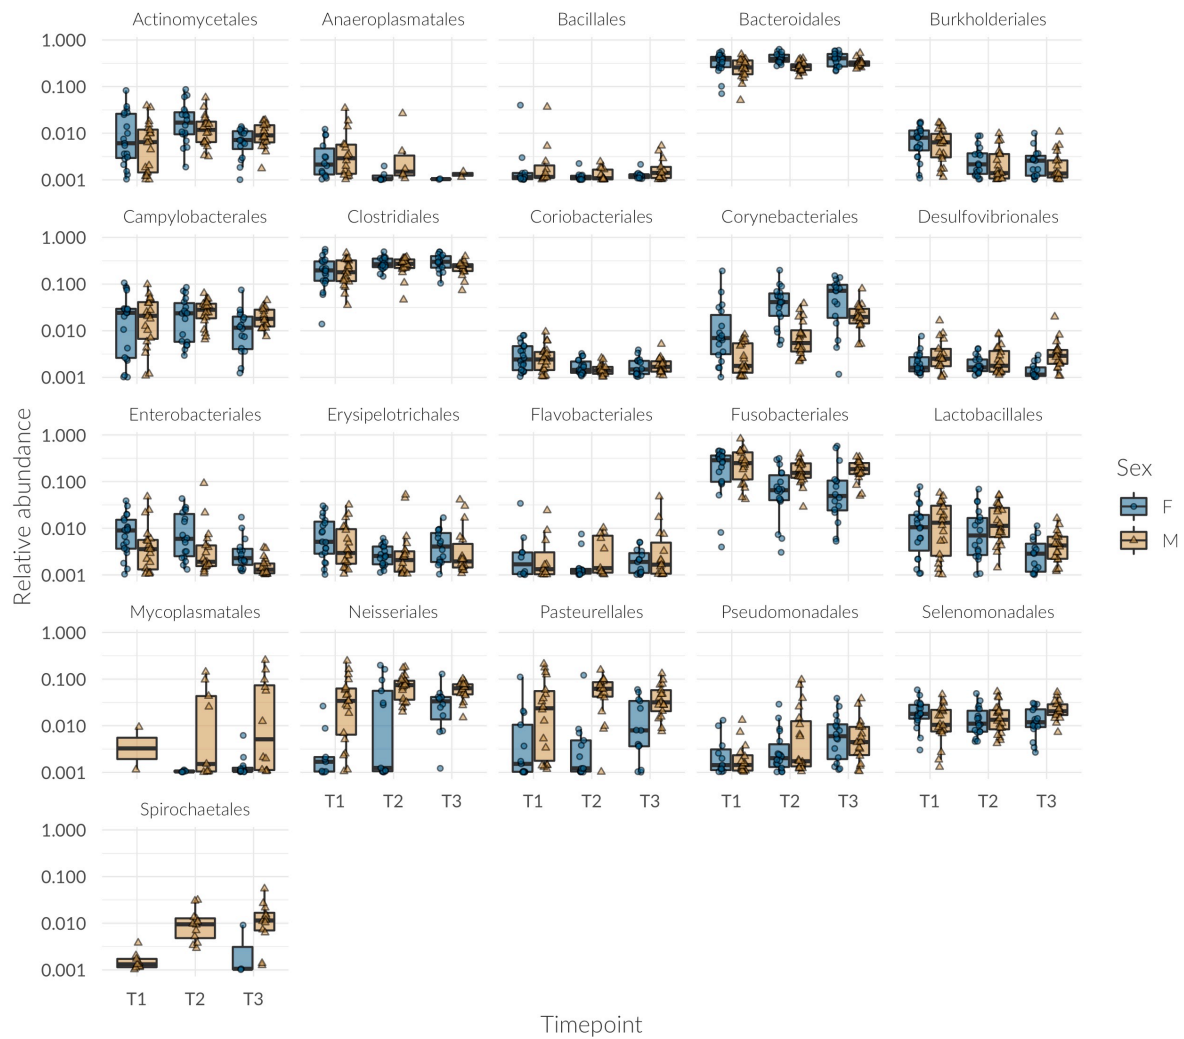 Actinomycetales Anaeroplasmatales Bacillales Bacteroidales Burkholderiales
1.000
0.100
0.010
0.001
Campylobacterales Clostridiales Coriobacteriales Corynebacteriales Desulfovibrionales
1.000
0.100
0.010
0.001
Enterobacteriales Erysipelotrichales Flavobacteriales Fusobacteriales Lactobacillales
1.000
0.100
0.010
0.001
Mycoplasmatales Neisseriales Pasteurellales Pseudomonadales Selenomonadales
1.000
0.100
0.010
0.001
T1 T2 T3 T1 T2 T3 T1 T2 T3 T1 T2 T3
Spirochaetales
1.000
0.100
0.010
0.001
T1 T2 T3
Timepoint
Relative abundance
Sex
F
M